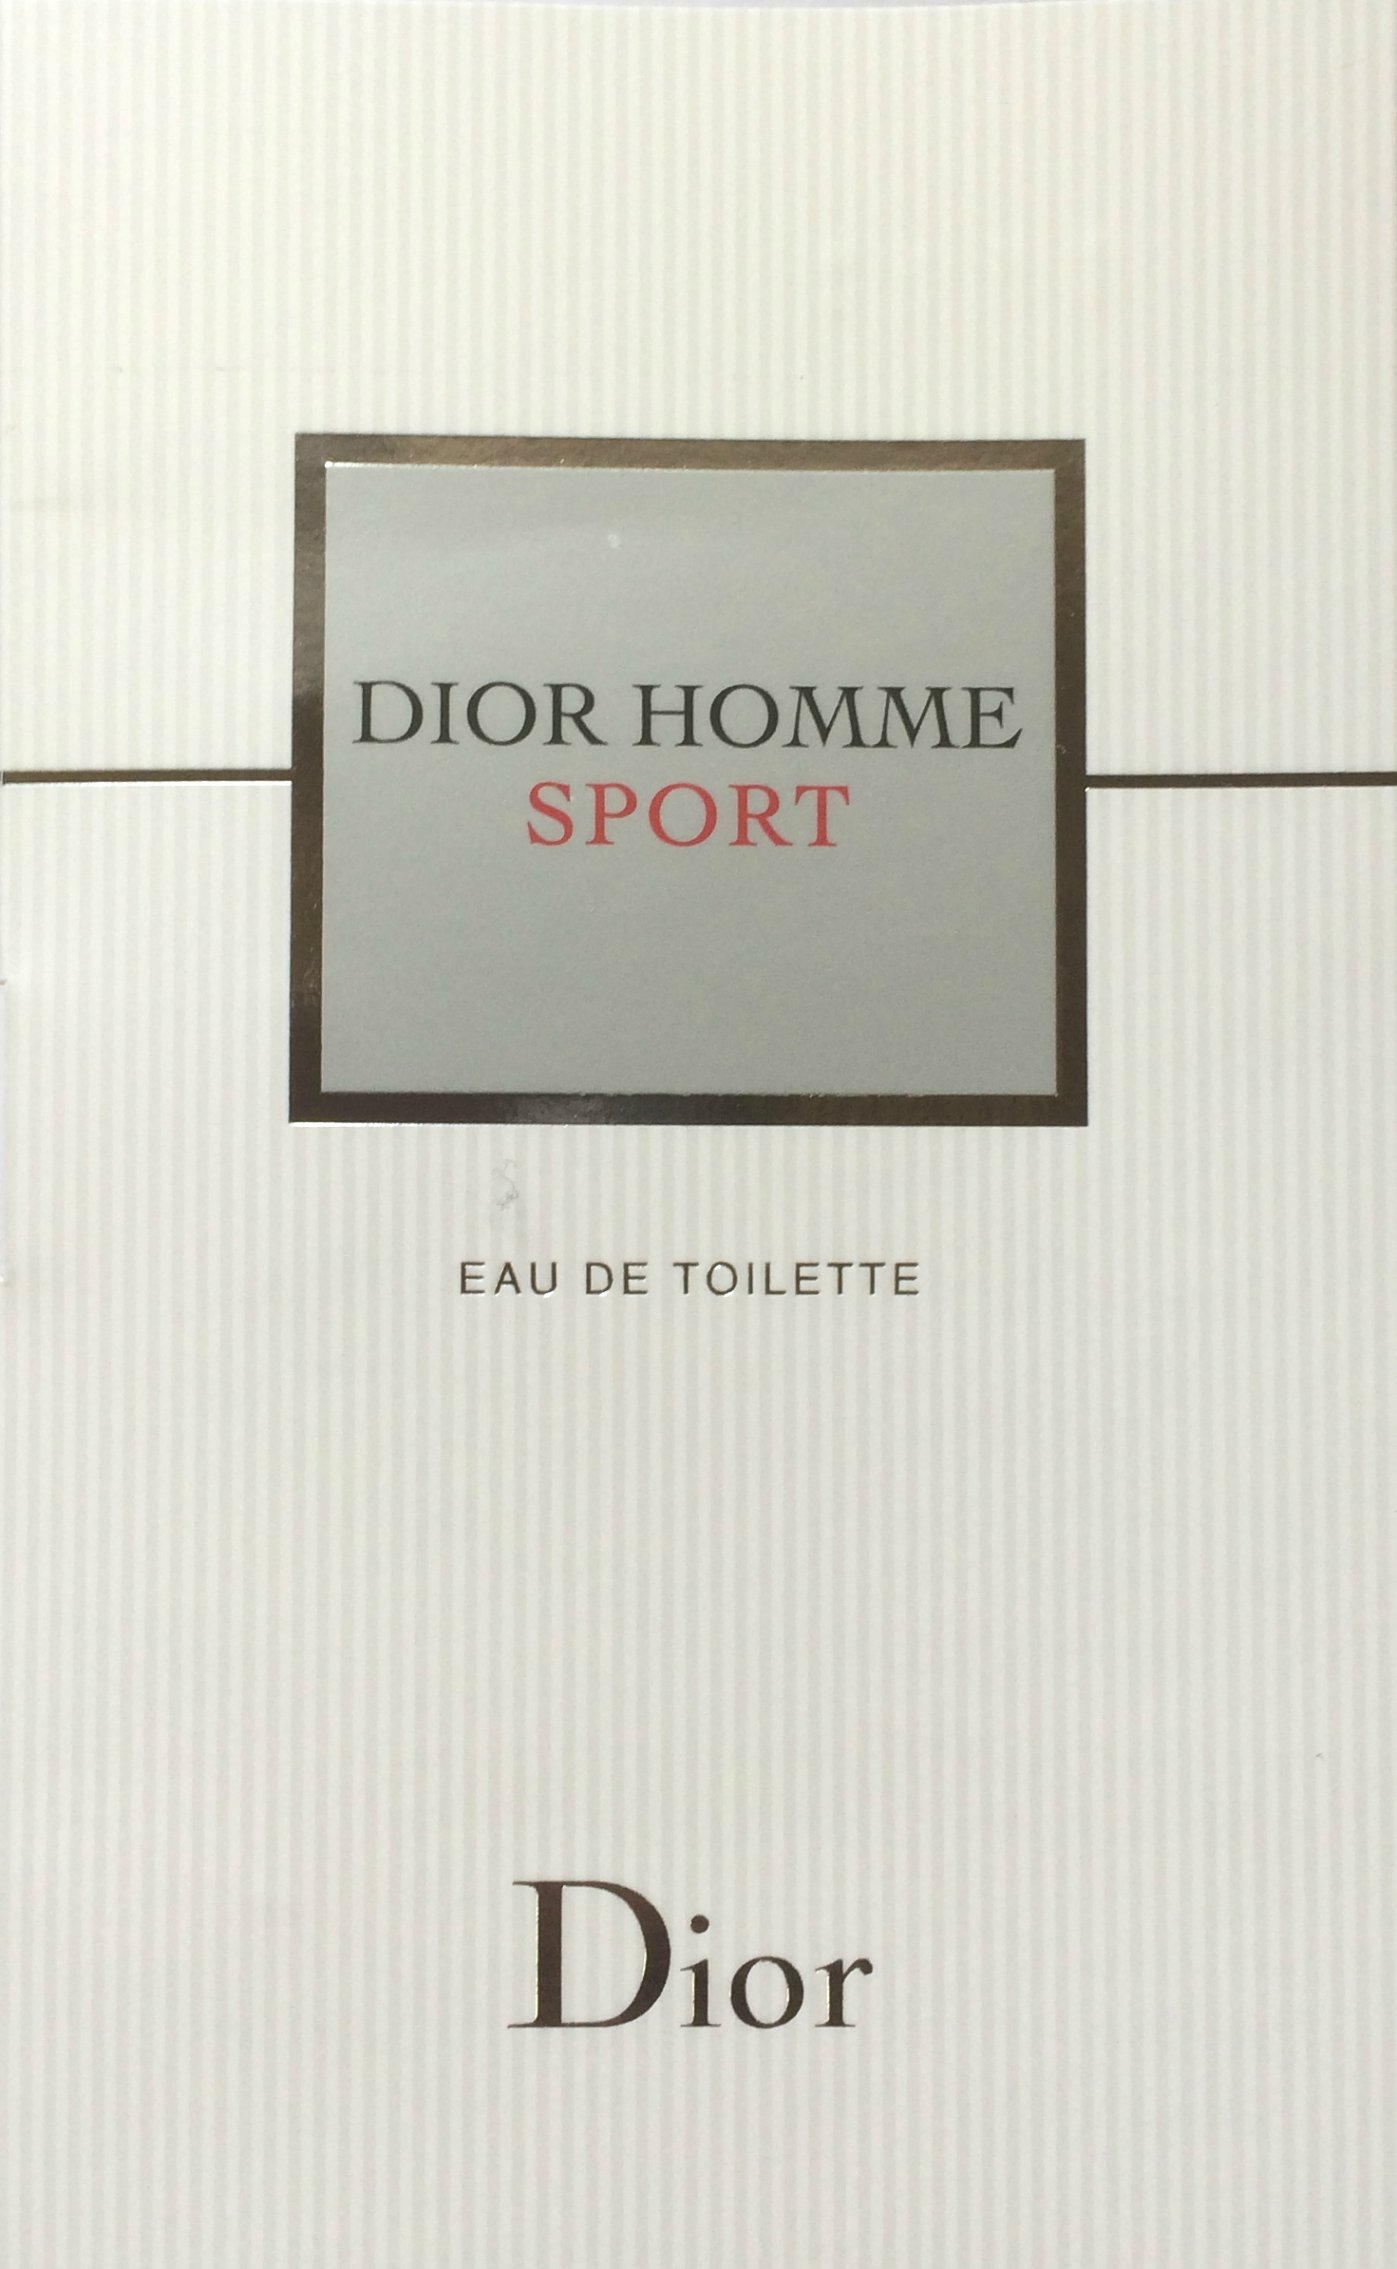 DIOR HOMME
SPORT
EAU DE TOILETTE
Dior